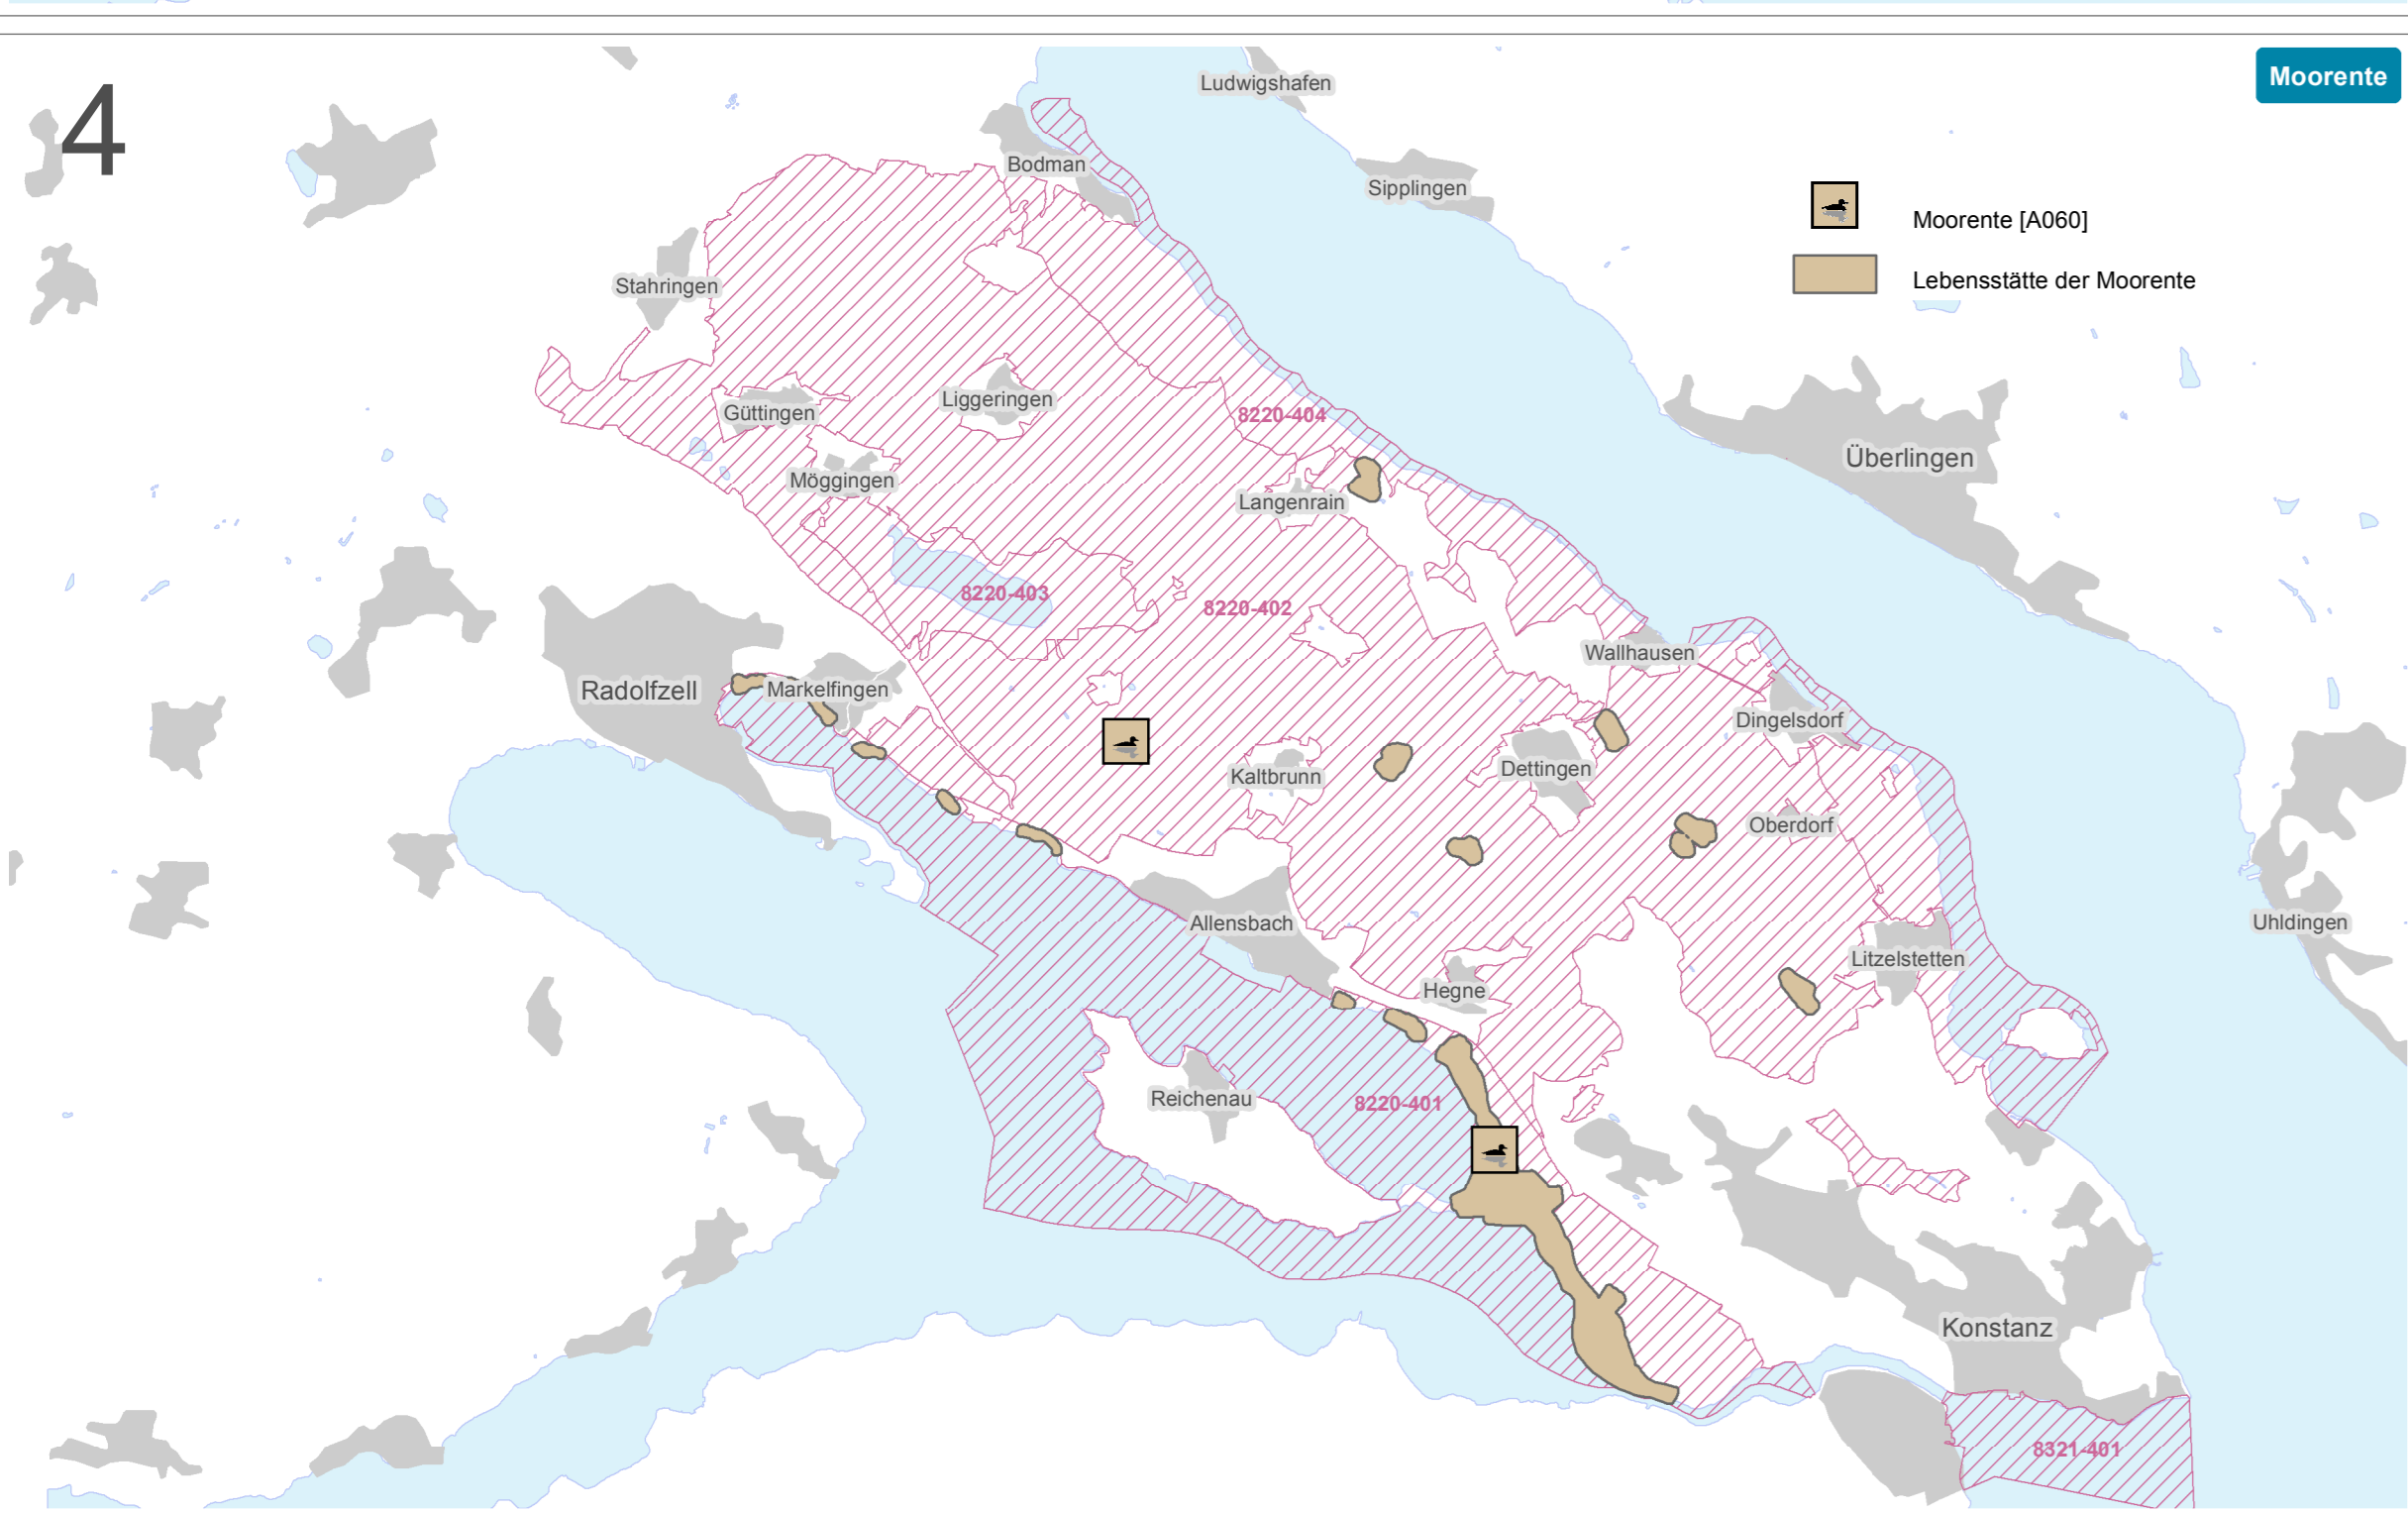 4
Moorente
Ludwigshafen
Bodman
Sipplingen
Moorente [A060]
Lebensstätte der Moorente
Stahringen
Liggeringen
Güttingen
8220-404
Überlingen
Möggingen
Langenrain
8220-403
8220-402
Wallhausen
Radolfzell
Markelfingen
Dingelsdorf
Kaltbrunn
Dettingen
Oberdorf
Allensbach
Uhldingen
Litzelstetten
Hegne
Reichenau
8220-401
Konstanz
8321-401